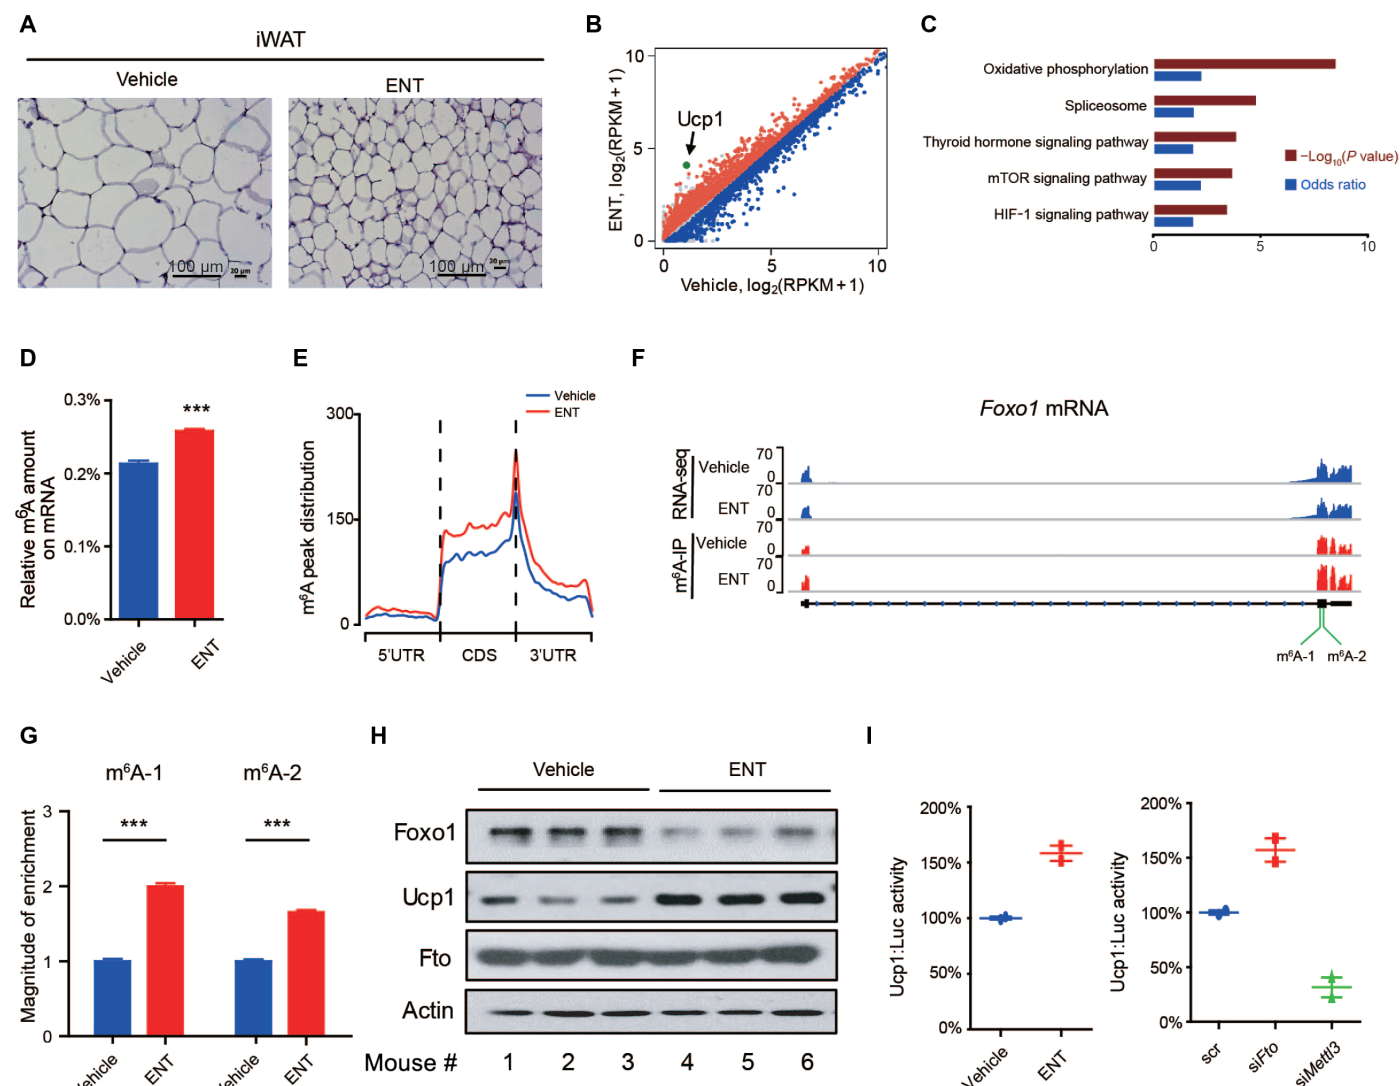 A
iWAT
Vehicle
ENT
100 µm
20 µm
100 µm
20 µm
B
ENT, log2(RPKM + 1)
10
5
0
Ucp1
0
5
10
Vehicle, log2(RPKM + 1)
C
Oxidative phosphorylation
Spliceosome
Thyroid hormone signaling pathway
mTOR signaling pathway
HIF-1 signaling pathway
−Log10(P value)
Odds ratio
0
5
10
D
Relative m6A amount
on mRNA
0.3%
0.2%
0.1%
0.0%
***
Vehicle
ENT
E
Vehicle
ENT
m6A peak distribution
300
150
0
5'UTR
CDS
3'UTR
F
Foxo1 mRNA
RNA-seq
Vehicle
70
0
ENT
70
0
m6A-IP
Vehicle
70
0
ENT
70
0
m6A-1
m6A-2
G
m6A-1
m6A-2
Magnitude of enrichment
3
2
1
0
***
***
Vehicle
ENT
Vehicle
ENT
H
Vehicle
ENT
Foxo1
Ucp1
Fto
Actin
Mouse # 1 2 3 4 5 6
I
Ucp1:Luc activity
200%
150%
100%
50%
0%
Vehicle
ENT
Ucp1:Luc activity
200%
150%
100%
50%
0%
scr
siFto
siMettl3